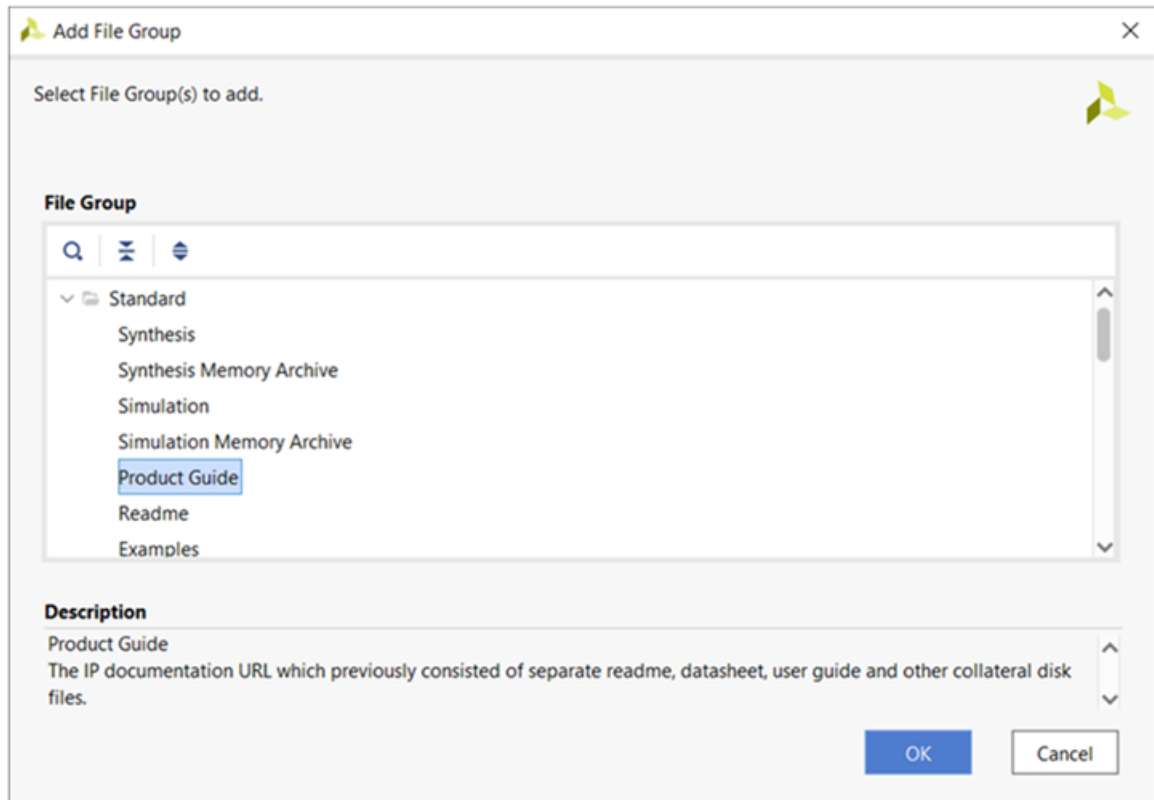 Add File Group
Select File Group(s) to add.
File Group
Standard
Synthesis
Synthesis Memory Archive
Simulation
Simulation Memory Archive
Product Guide
Readme
Examples
Description
Product Guide
The IP documentation URL which previously consisted of separate readme, datasheet, user guide and other collateral disk
files.
OK
Cancel